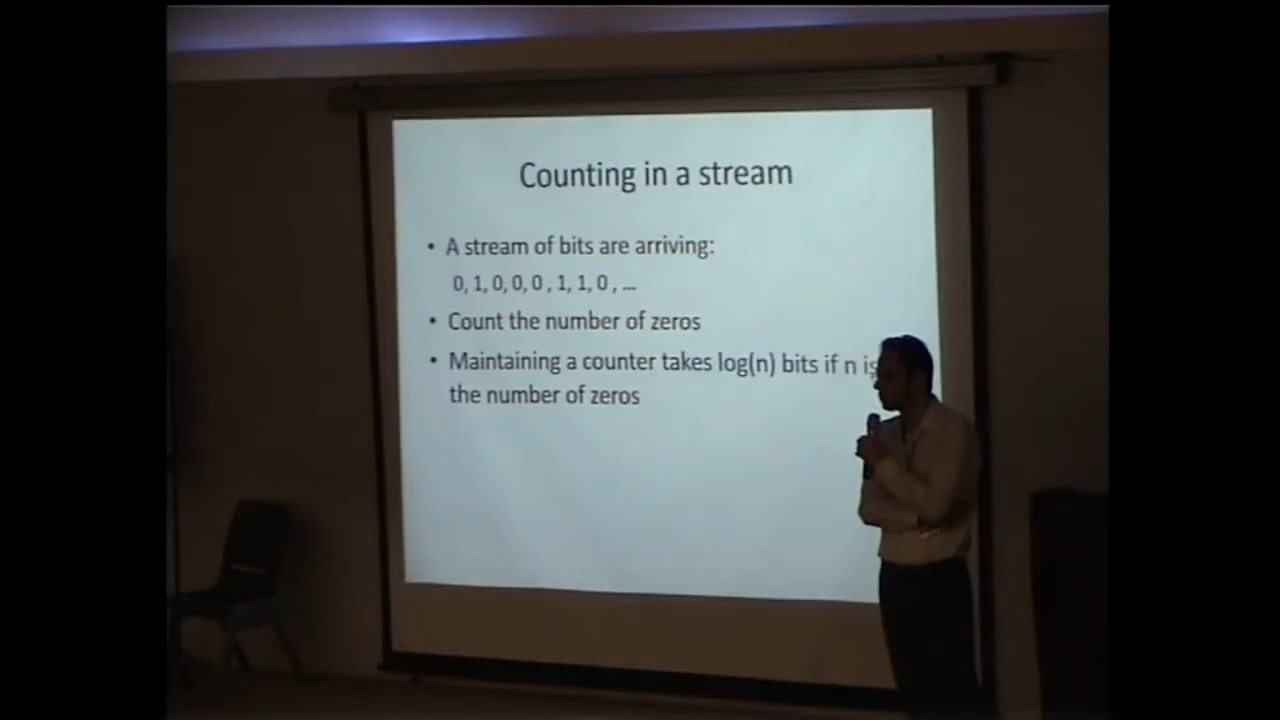 Counting in a stream
• A stream of bits are arriving:
0, 1, 0, 0, 0 , 1, 1, 0 , ...
• Count the number of zeros
• Maintaining a counter takes log(n) bits if n is
the number of zeros